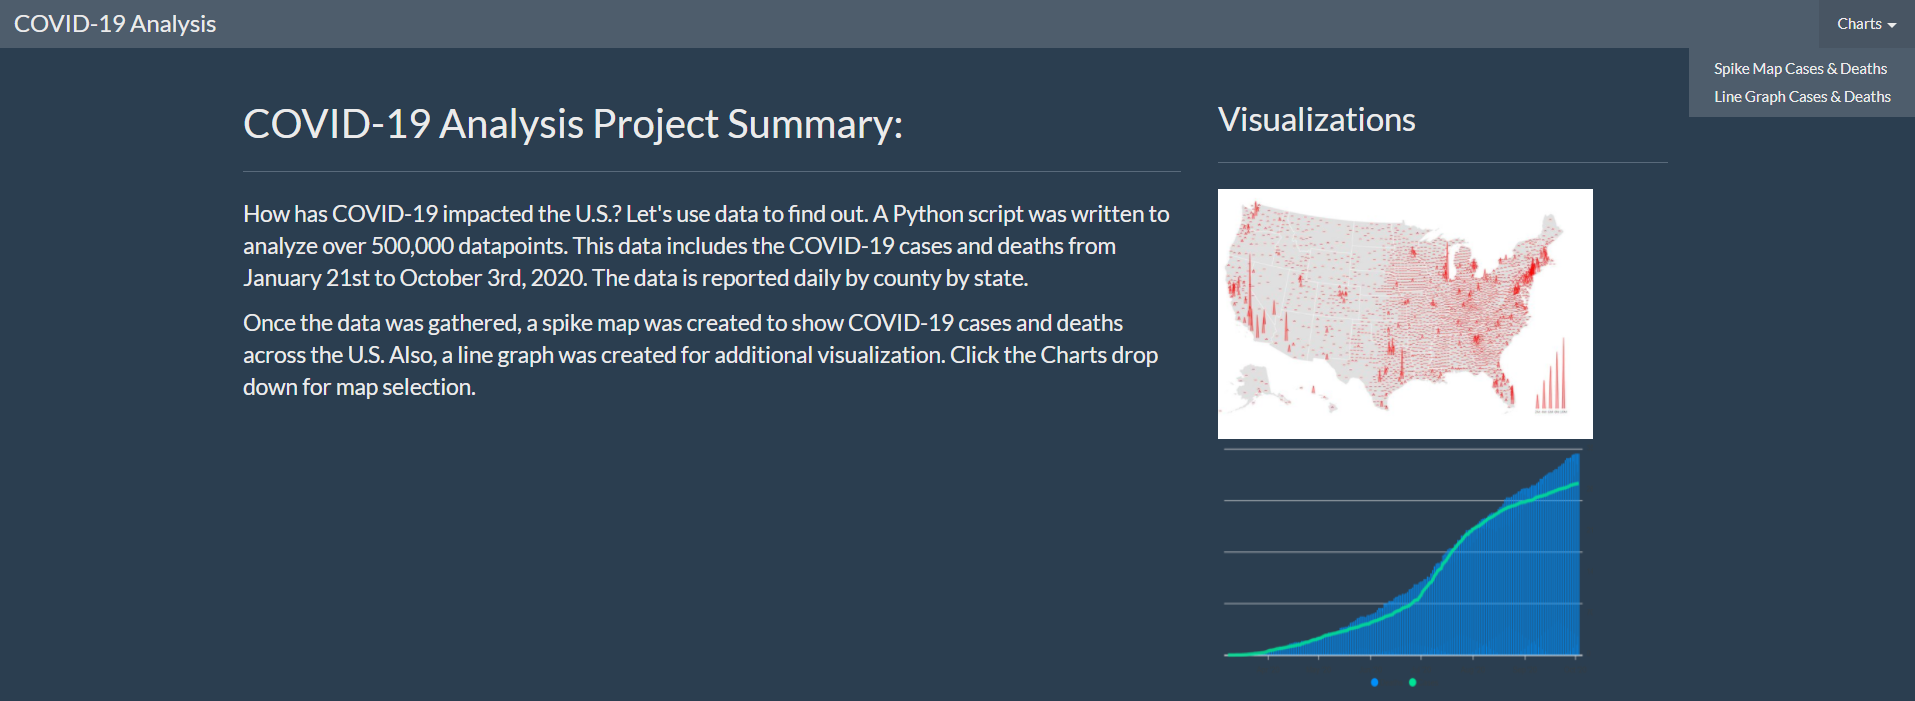 COVID-19 Analysis
Charts
Spike Map Cases & Deaths
Line Graph Cases & Deaths
COVID-19 Analysis Project Summary:
How has COVID-19 impacted the U.S.? Let's use data to find out. A Python script was written to
analyze over 500,000 datapoints. This data includes the COVID-19 cases and deaths from
January 21st to October 3rd, 2020. The data is reported daily by county by state.
Once the data was gathered, a spike map was created to show COVID-19 cases and deaths
across the U.S. Also, a line graph was created for additional visualization. Click the Charts drop
down for map selection.
Visualizations